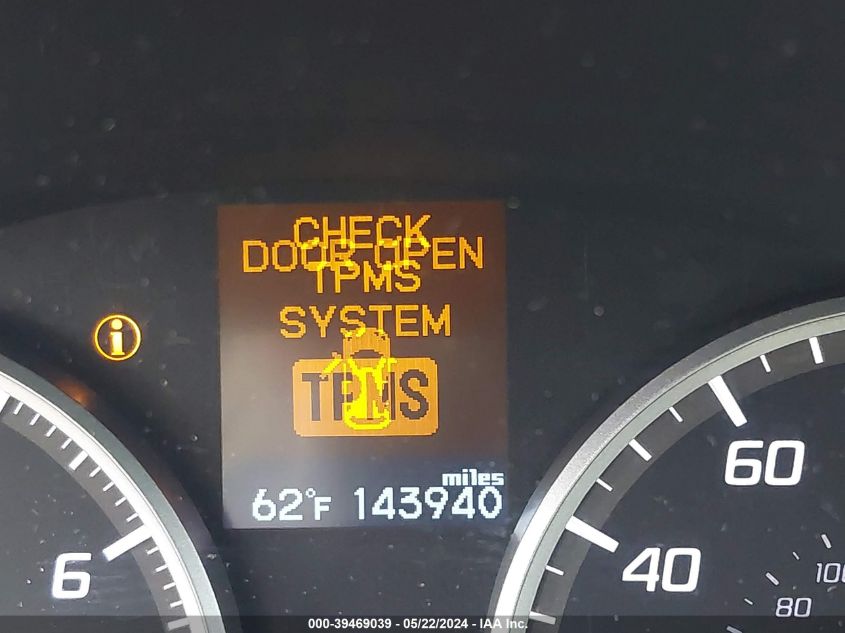 CHECK
DOOR OPEN
TPMS
SYSTEM
i
TPMS
miles
62°F 143940
6
60
40
100
80
000-39469039 - 05/22/2024 - IAA Inc.